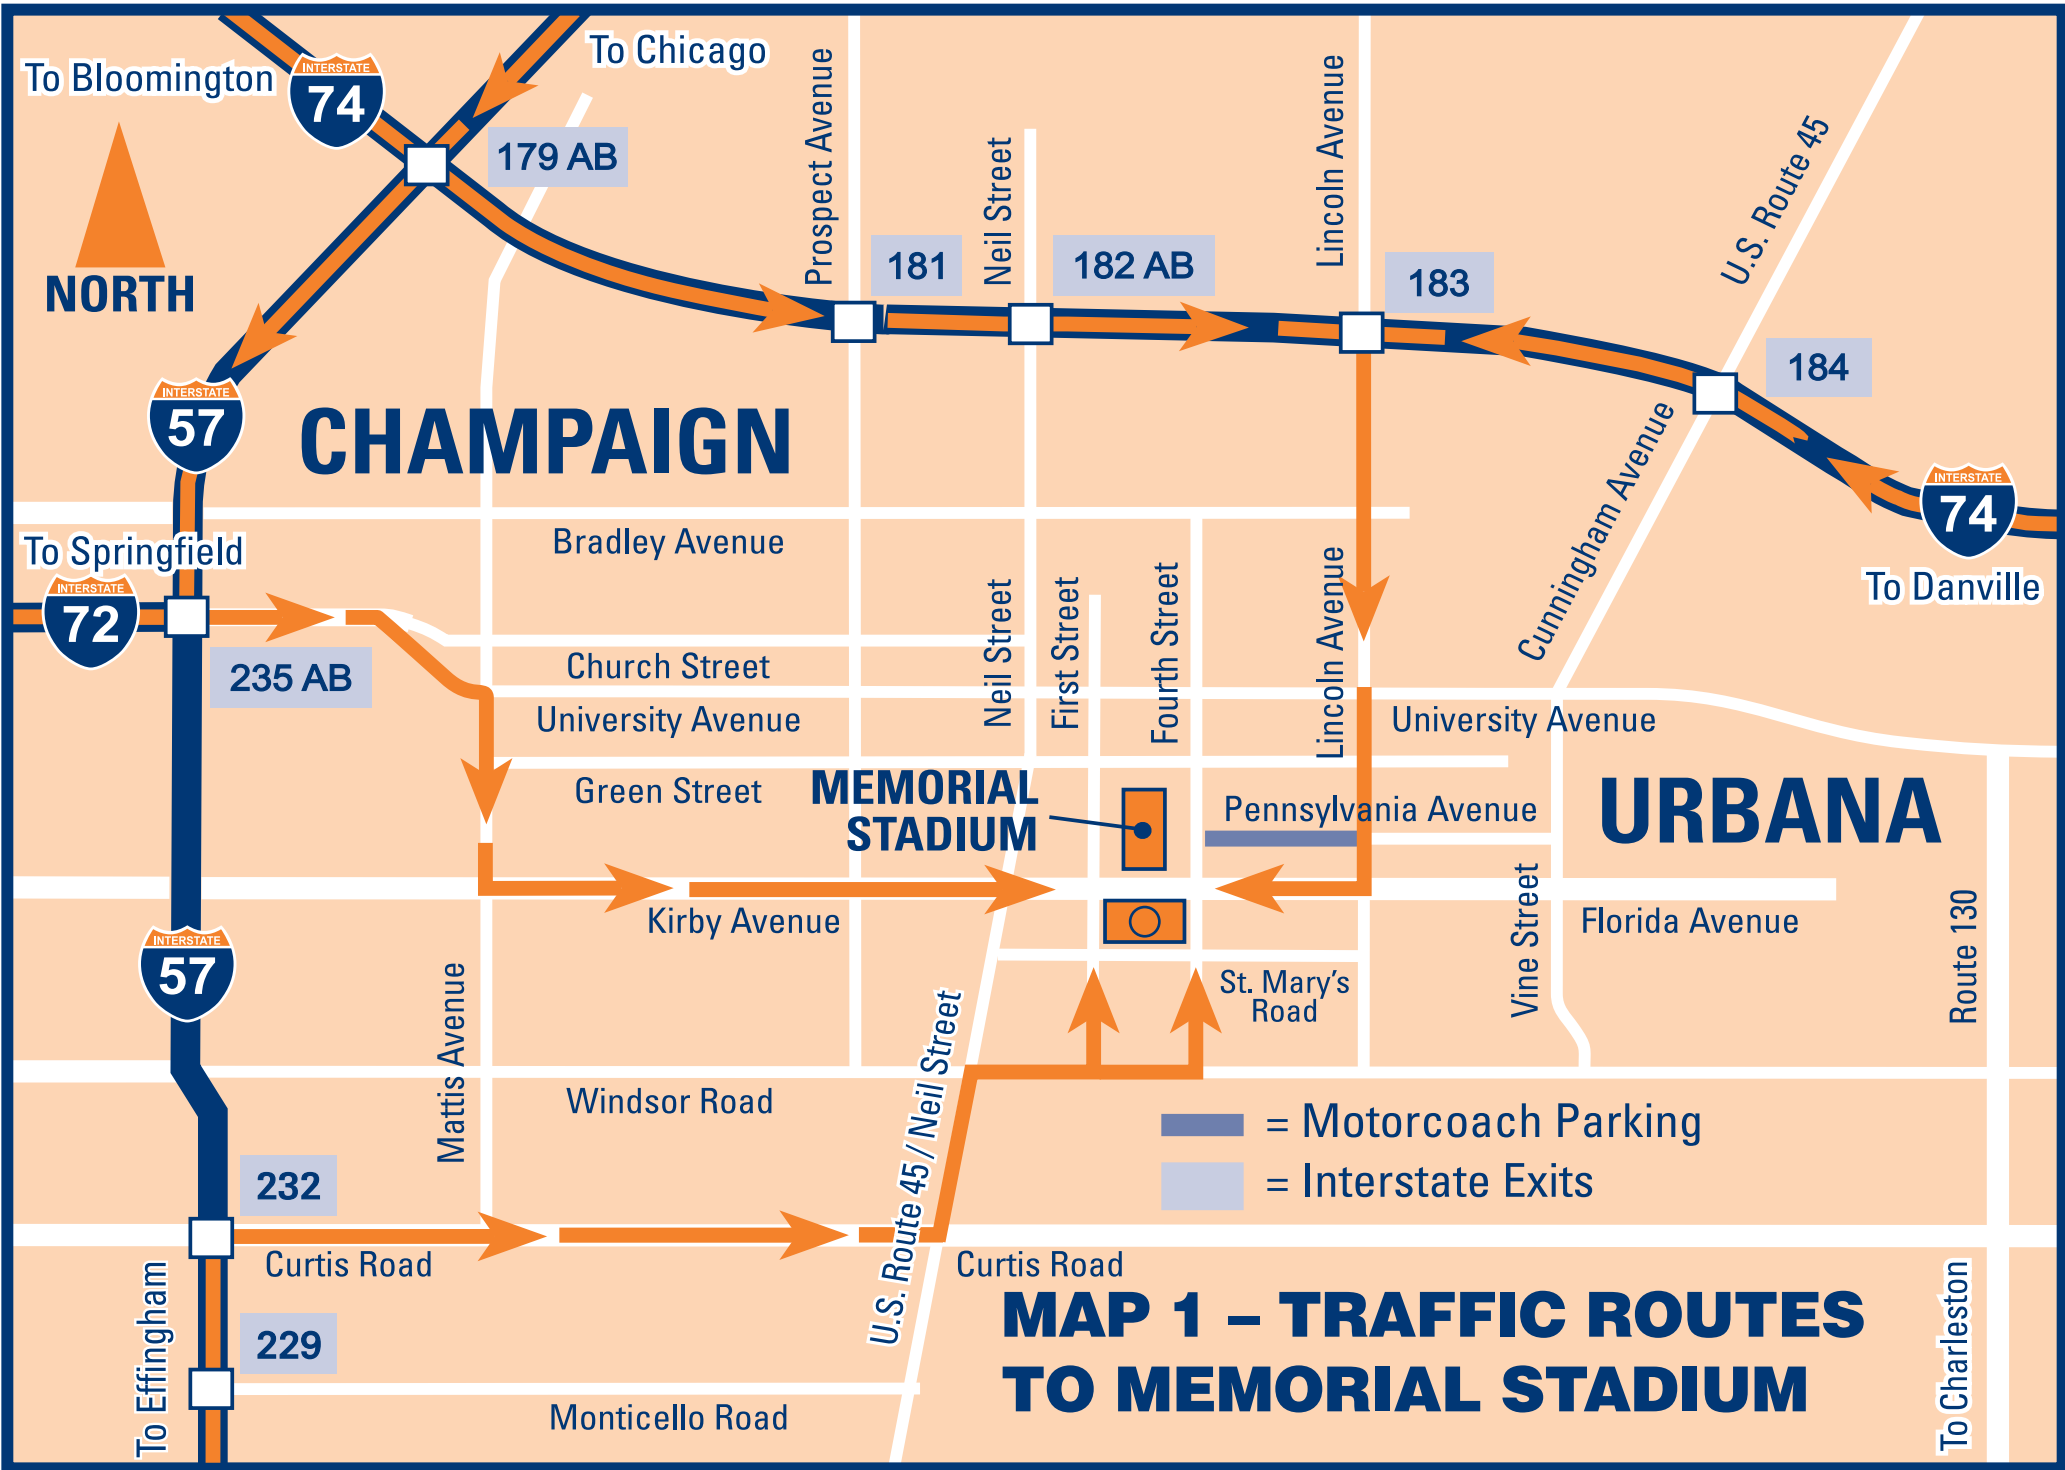 To Chicago
To Bloomington
INTERSTATE
74
179 AB
NORTH
Prospect Avenue
Neil Street
Lincoln Avenue
U.S. Route 45
181
182 AB
183
184
INTERSTATE
57
CHAMPAIGN
Cunningham Avenue
INTERSTATE
74
To Danville
Bradley Avenue
To Springfield
INTERSTATE
72
235 AB
Church Street
University Avenue
Neil Street
First Street
Fourth Street
Lincoln Avenue
University Avenue
Green Street
MEMORIAL
STADIUM
Pennsylvania Avenue
URBANA
Kirby Avenue
Florida Avenue
Vine Street
Route 130
INTERSTATE
57
Mattis Avenue
St. Mary's
Road
U.S. Route 45 / Neil Street
Windsor Road
= Motorcoach Parking
= Interstate Exits
232
Curtis Road
Curtis Road
229
To Effingham
Monticello Road
MAP 1 – TRAFFIC ROUTES
TO MEMORIAL STADIUM
To Charleston